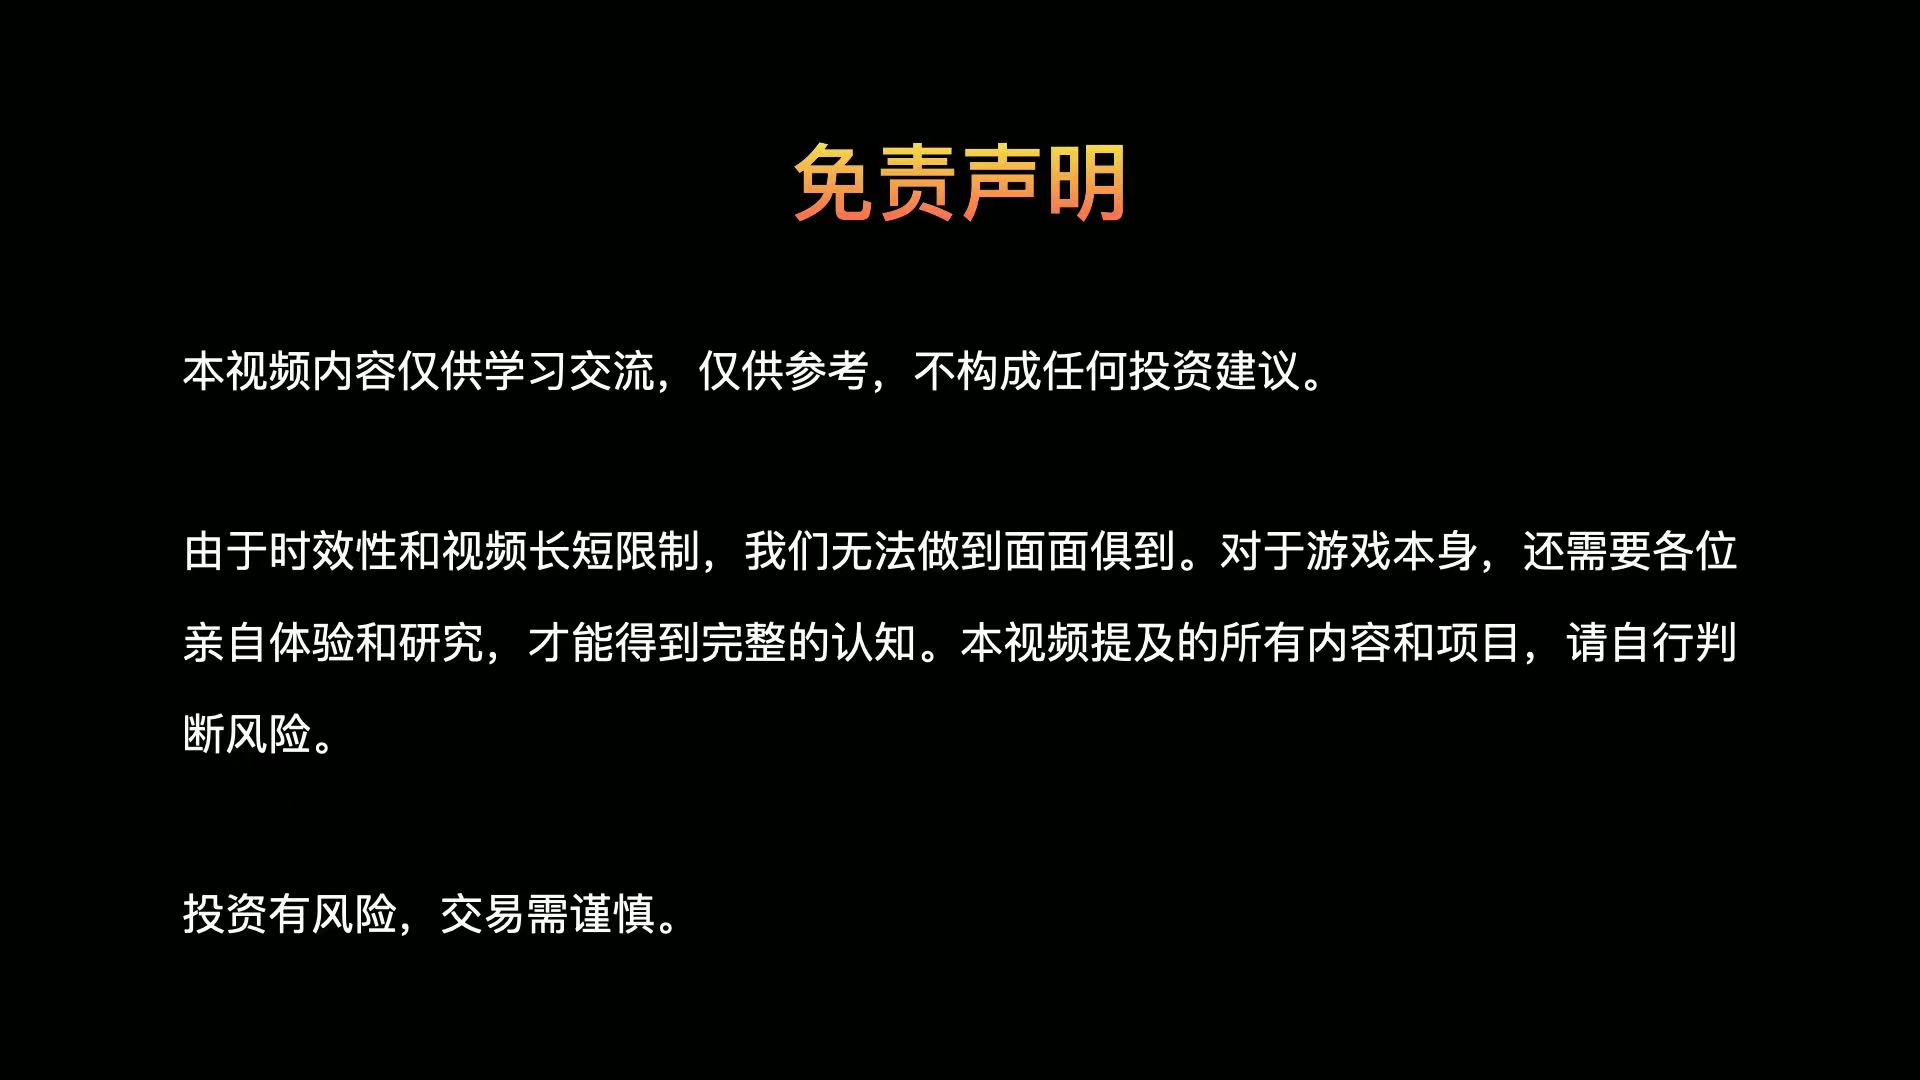 免责声明
本视频内容仅供学习交流，仅供参考，不构成任何投资建议。
由于时效性和视频长短限制，我们无法做到面面俱到。对于游戏本身，还需要各位
亲自体验和研究，才能得到完整的认知。本视频提及的所有内容和项目，请自行判
断风险。
投资有风险，交易需谨慎。